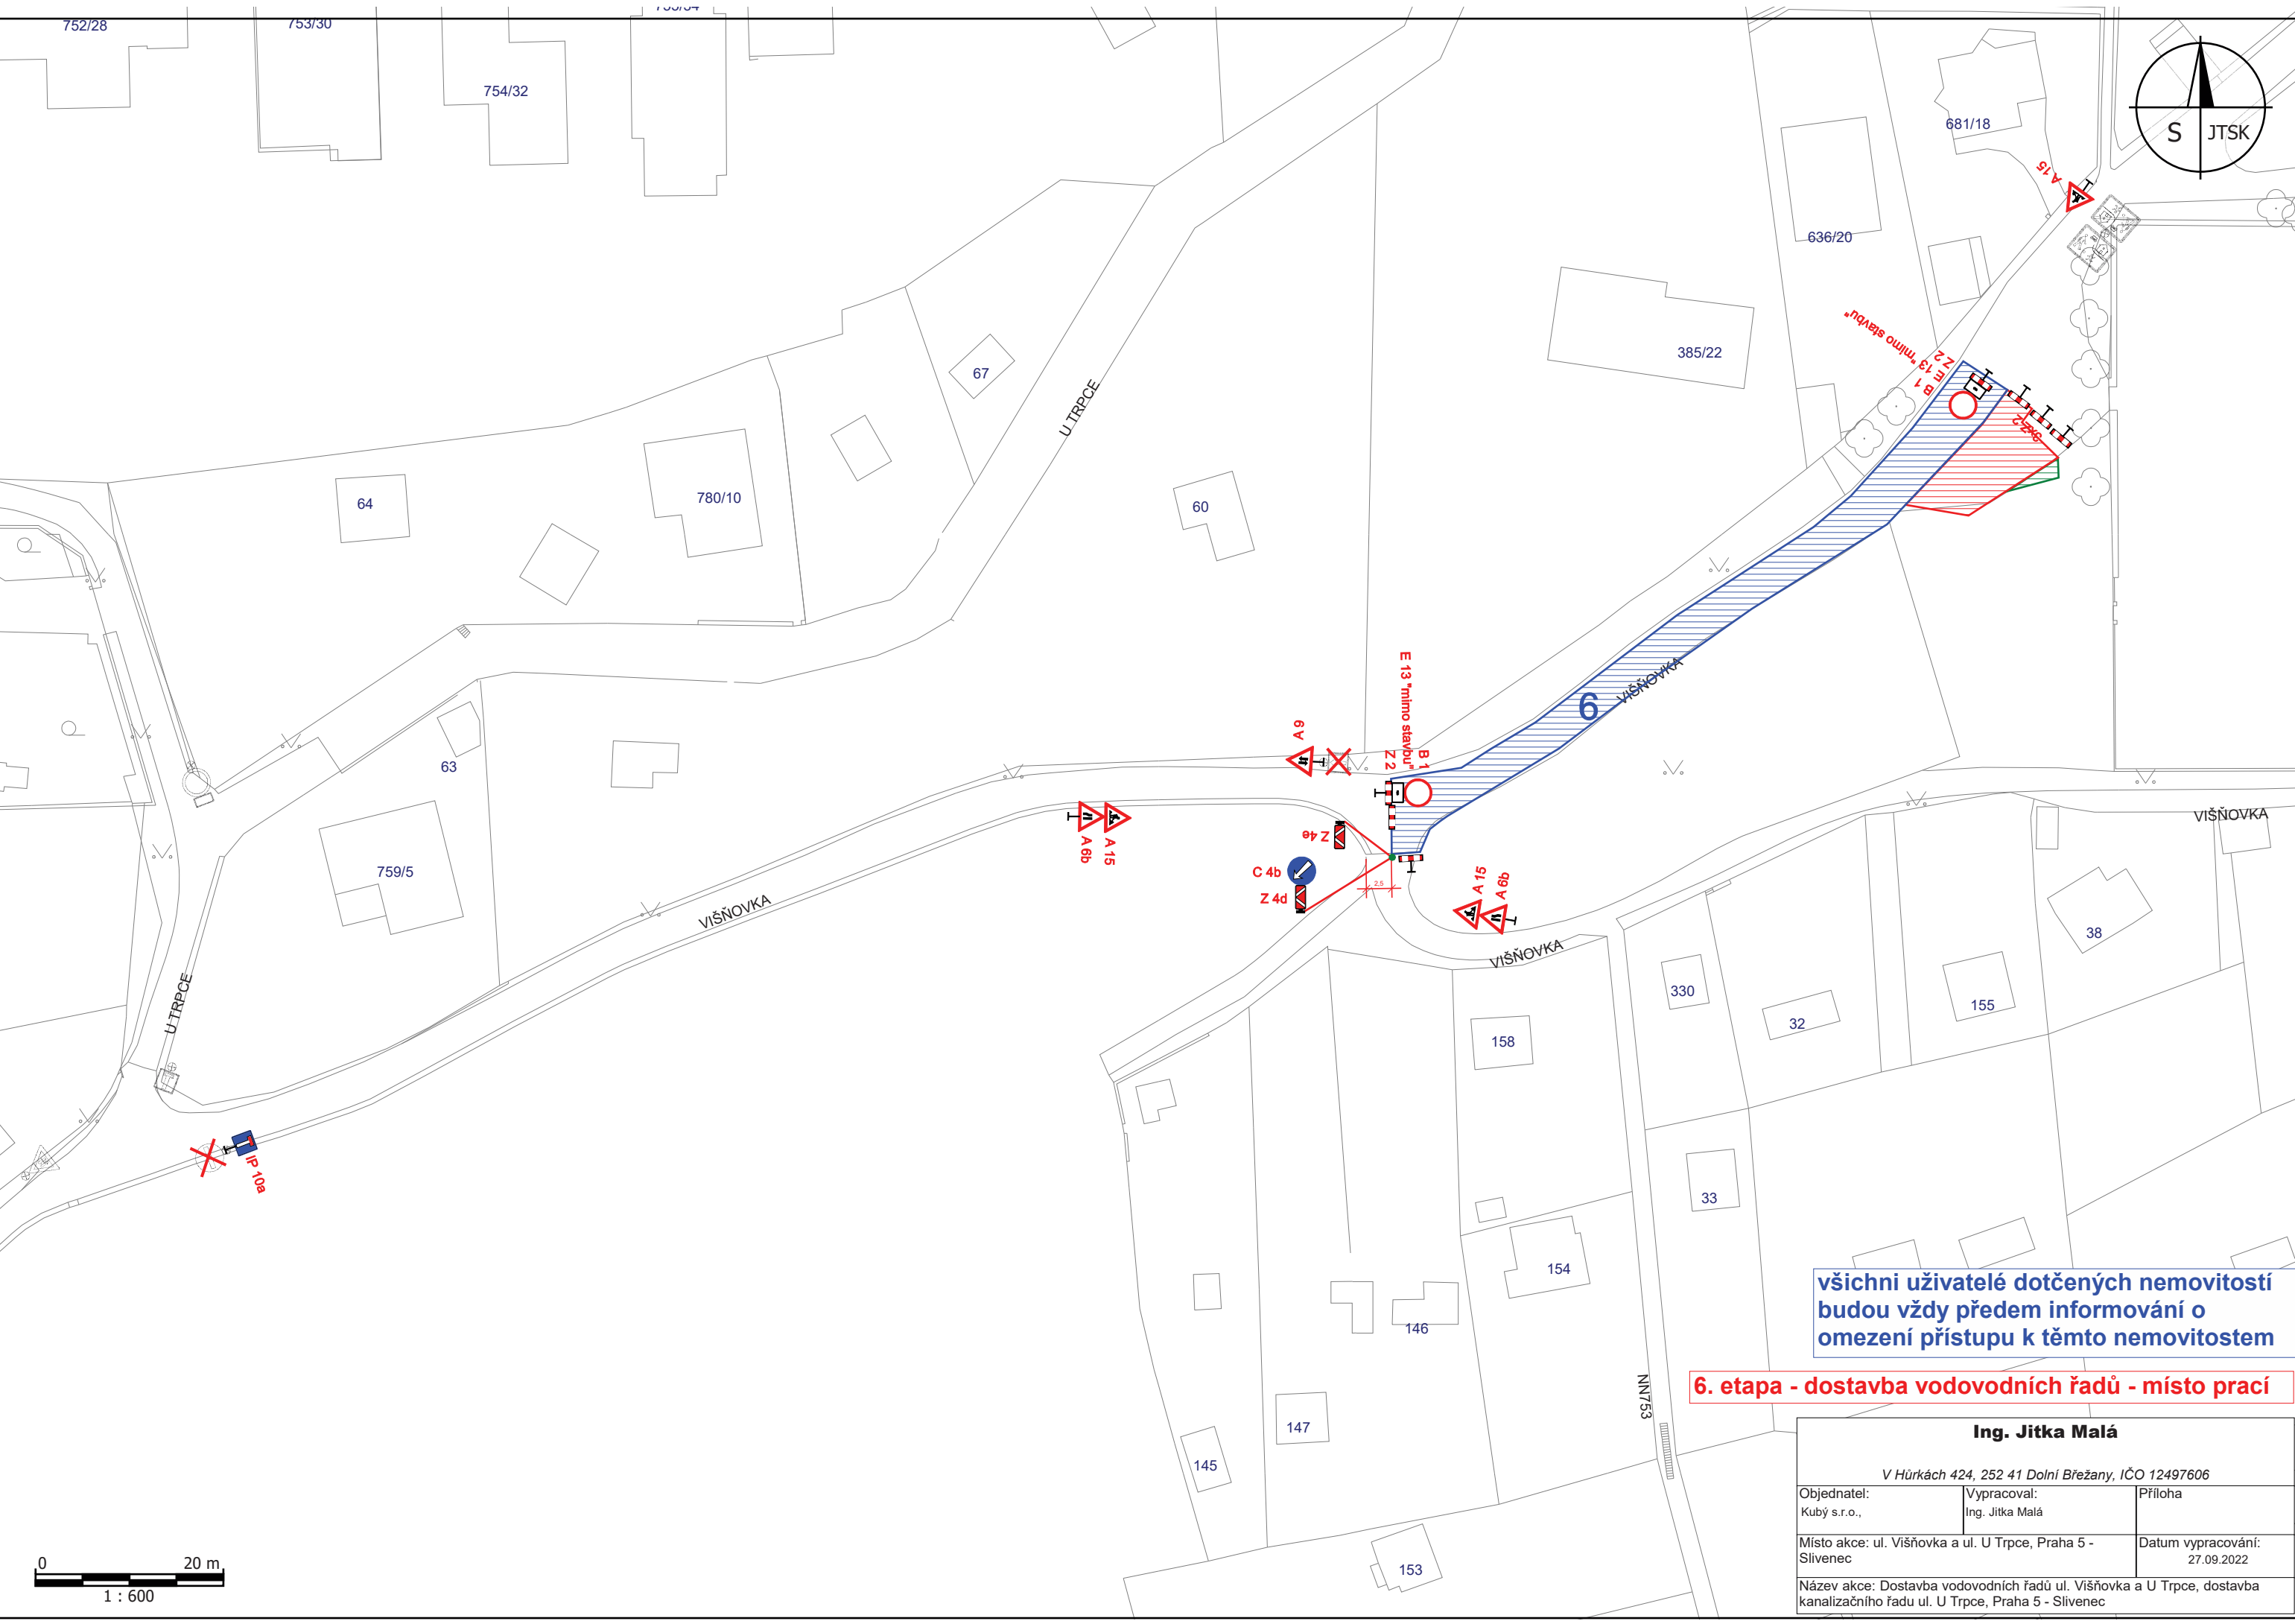 752/28
753/30
754/32
681/18
S JTSK
A 15
636/20
385/22
E 13 "mimo stavbu"
Z 2
B 1
67
U TRPCE
64
780/10
60
E 13 "mimo stavbu"
B 1
Z 2
6
VIŠŇOVKA
A 9
63
VIŠŇOVKA
A 6b
A 15
Z 4e
759/5
C 4b
Z 4d
2,5
A 15
A 6b
VIŠŇOVKA
VIŠŇOVKA
38
330
U TRPCE
155
32
158
IP 10a
33
154
146
147
145
153
NN753
všichni uživatelé dotčených nemovitostí
budou vždy předem informováni o
omezení přístupu k těmto nemovitostem
6. etapa - dostavba vodovodních řadů - místo prací
Ing. Jitka Malá
V Hůrkách 424, 252 41 Dolní Břežany, IČO 12497606
Objednatel:
Kubý s.r.o.,
Vypracoval:
Ing. Jitka Malá
Příloha
Místo akce: ul. Višňovka a ul. U Trpce, Praha 5 -
Slivenec
Datum vypracování:
27.09.2022
Název akce: Dostavba vodovodních řadů ul. Višňovka a U Trpce, dostavba
kanalizačního řadu ul. U Trpce, Praha 5 - Slivenec
0 20 m
1 : 600